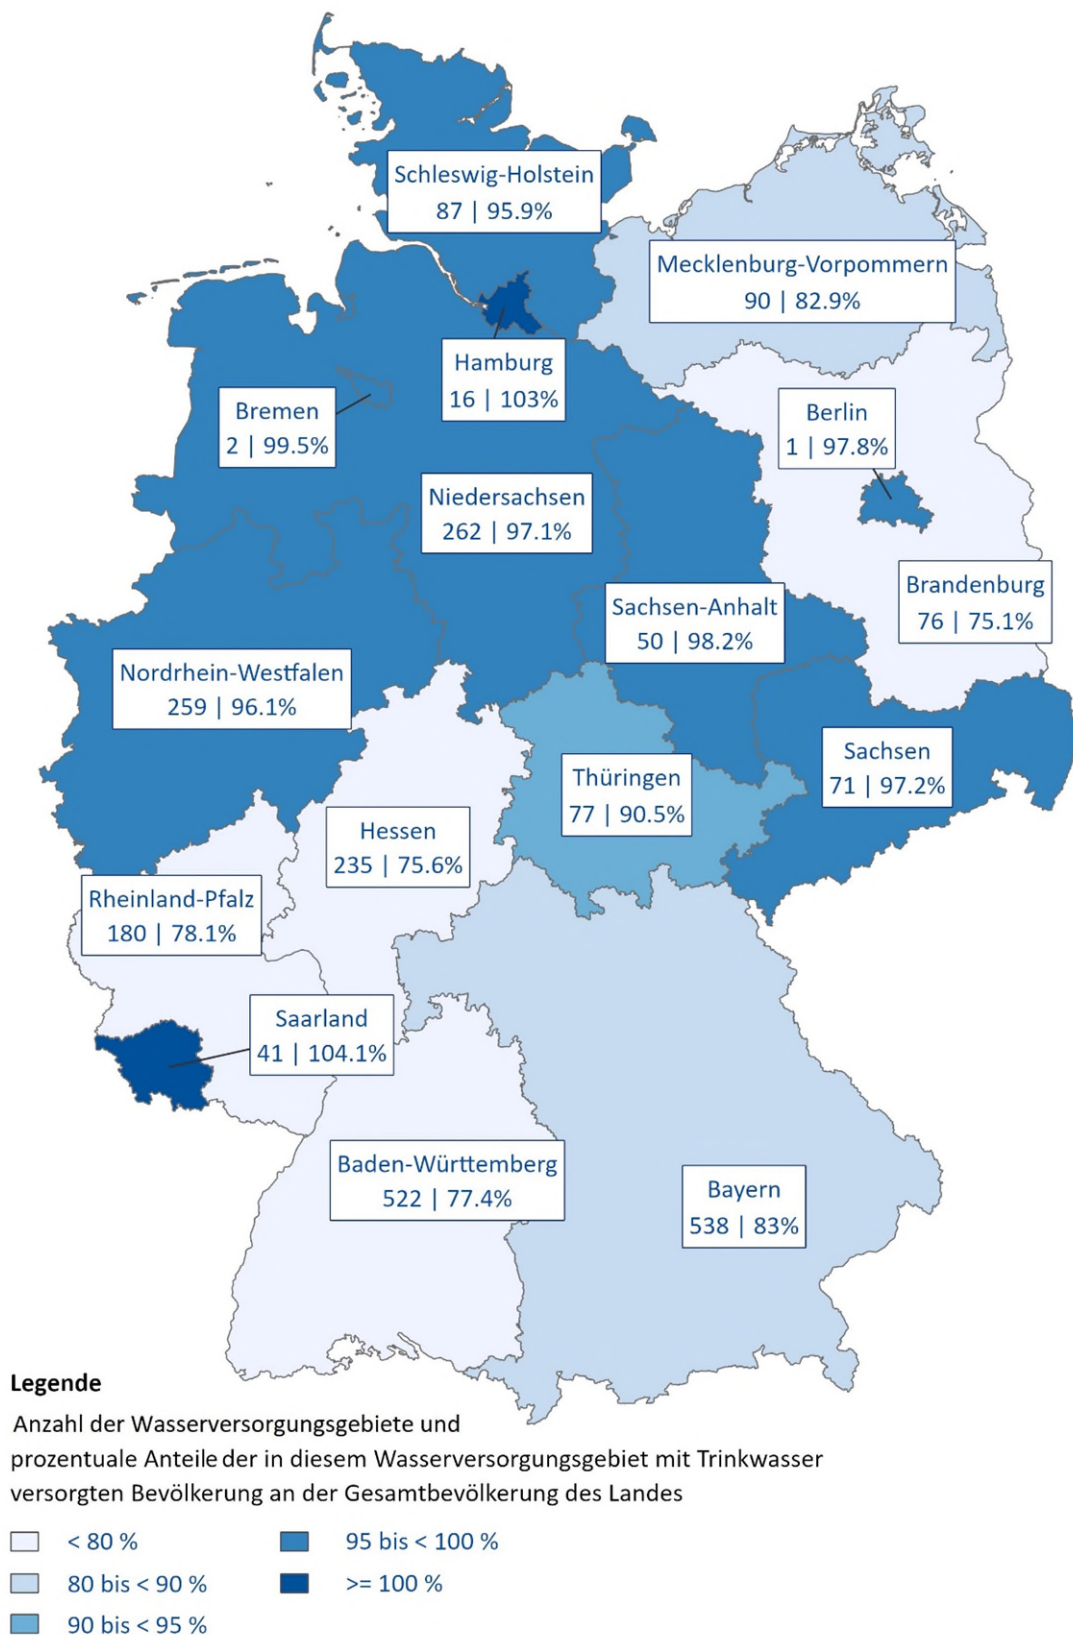 Schleswig-Holstein
87 | 95.9%
Mecklenburg-Vorpommern
90 | 82.9%
Hamburg
16 | 103%
Bremen
2 | 99.5%
Berlin
1 | 97.8%
Niedersachsen
262 | 97.1%
Brandenburg
76 | 75.1%
Sachsen-Anhalt
50 | 98.2%
Nordrhein-Westfalen
259 | 96.1%
Sachsen
71 | 97.2%
Thüringen
77 | 90.5%
Hessen
235 | 75.6%
Rheinland-Pfalz
180 | 78.1%
Saarland
41 | 104.1%
Baden-Württemberg
522 | 77.4%
Bayern
538 | 83%
Legende
Anzahl der Wasserversorgungsgebiete und
prozentuale Anteile der in diesem Wasserversorgungsgebiet mit Trinkwasser
versorgten Bevölkerung an der Gesamtbevölkerung des Landes
< 80 %
80 bis < 90 %
90 bis < 95 %
95 bis < 100 %
>= 100 %